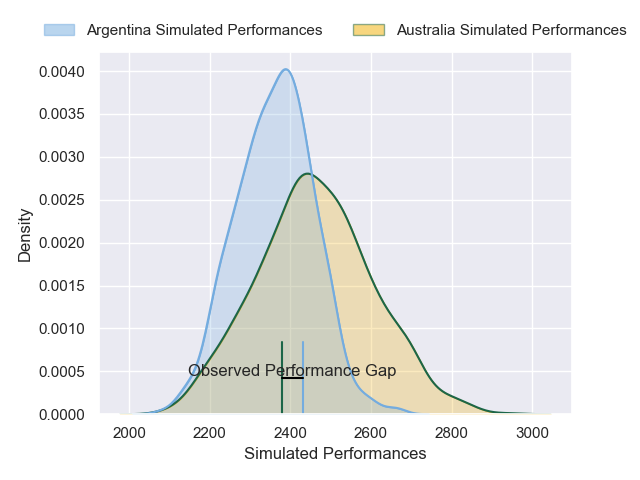 Argentina Simulated Performances
Australia Simulated Performances
0.0040
0.0035
0.0030
0.0025
0.0020
0.0015
0.0010
0.0005
0.0000
Density
Observed Performance Gap
2000 2200 2400 2600 2800 3000
Simulated Performances